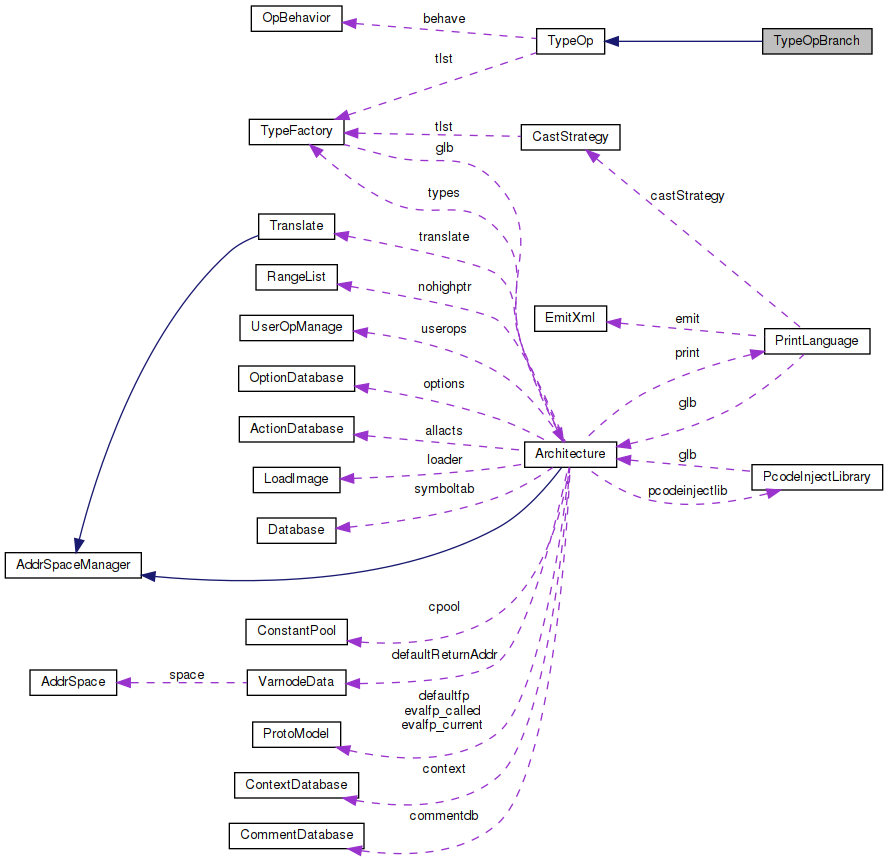 OpBehavior
behave
TypeOp
TypeOpBranch
tlst
TypeFactory
tlst
CastStrategy
glb
types
castStrategy
Translate
translate
RangeList
nohighptr
EmitXml
emit
UserOpManage
userops
PrintLanguage
print
OptionDatabase
options
glb
ActionDatabase
allacts
Architecture
loader
glb
LoadImage
PcodeInjectLibrary
symboltab
pcodeinjectlib
Database
AddrSpaceManager
cpool
ConstantPool
defaultReturnAddr
AddrSpace
space
VarnodeData
defaultfp
evalfp_called
evalfp_current
ProtoModel
context
ContextDatabase
commentdb
CommentDatabase